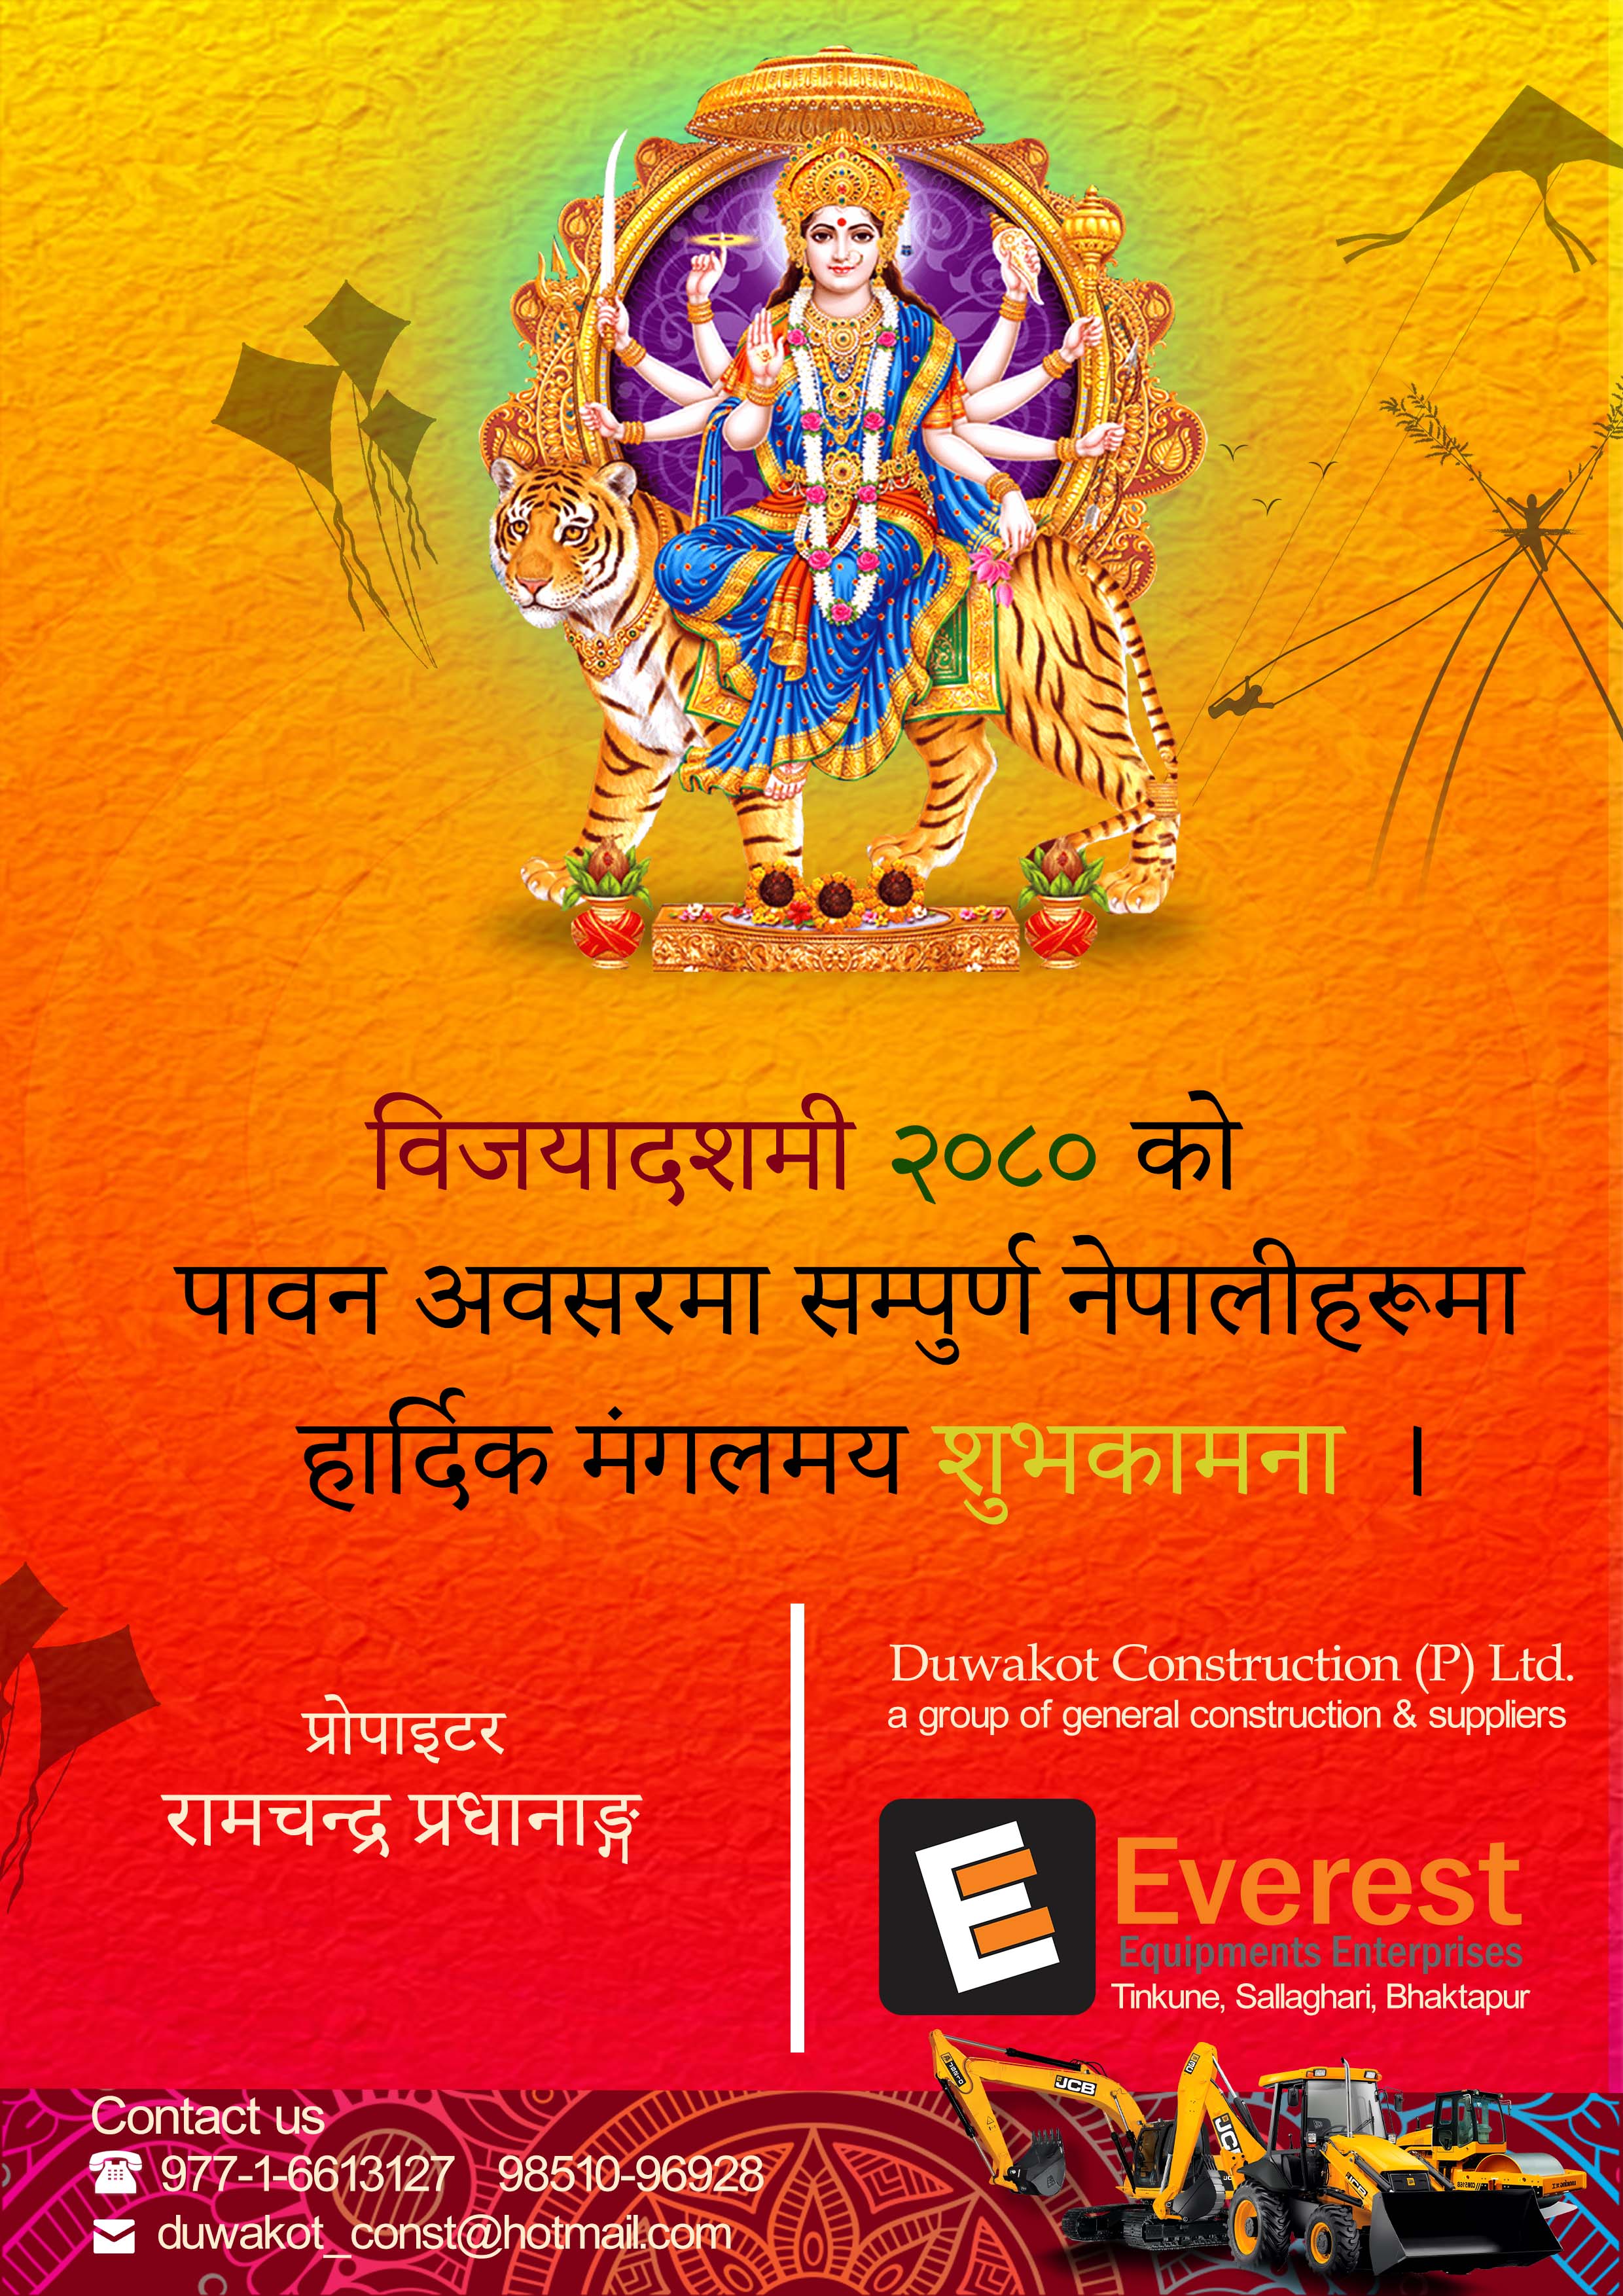 विजयादशमी २०८० को
पावन अवसरमा सम्पुर्ण नेपालीहरूमा
हार्दिक मंगलमय शुभकामना ।
प्रोपाइटर
रामचन्द्र प्रधानाङ्ग
Duwakot Construction (P) Ltd.
a group of general construction & suppliers
E
Everest
Equipments Enterprises
Tinkune, Sallaghari, Bhaktapur
Contact us
977-1-6613127 98510-96928
duwakot_const@hotmail.com
JCB
JCB
JCB